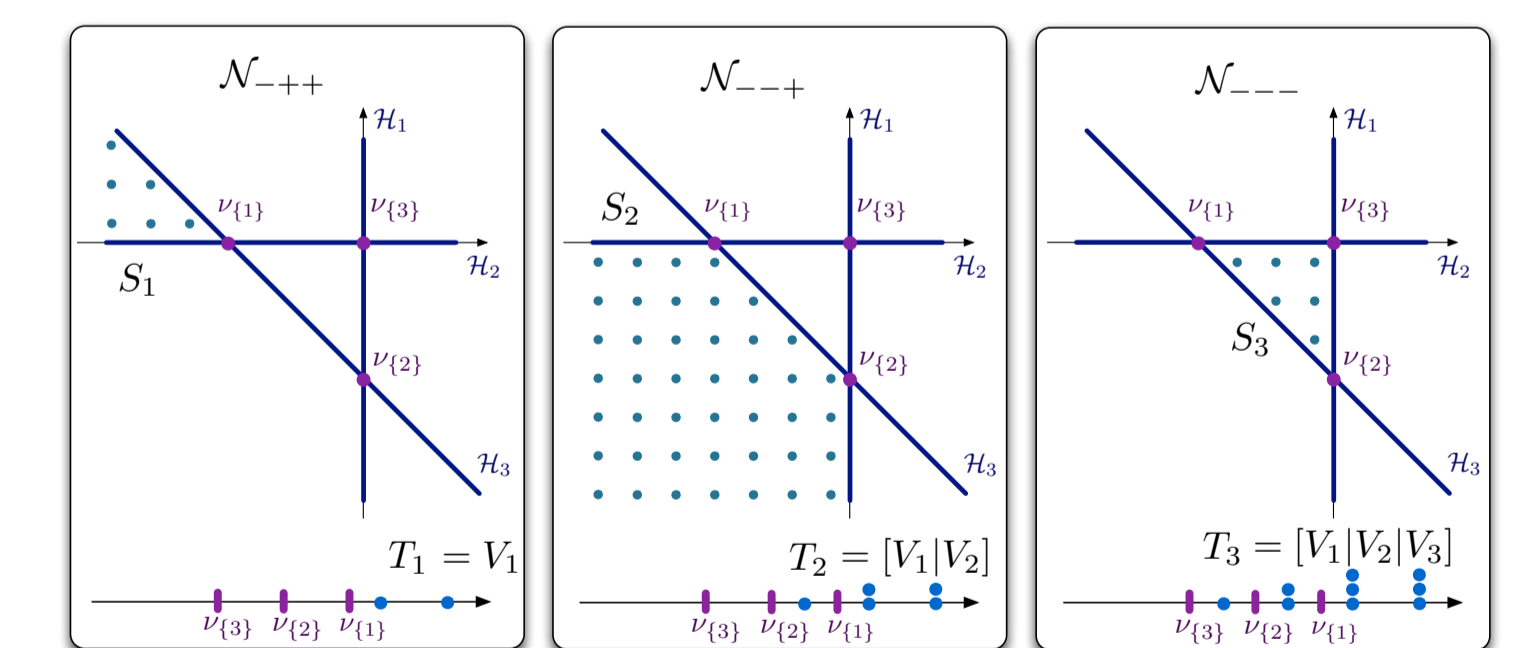 𝒩₋₊₊
ℋ₁
ν_{1}
ν_{3}
S₁
ℋ₂
ν_{2}
ℋ₃
T₁ = V₁
ν_{3} ν_{2} ν_{1}
𝒩₋₋₊
ℋ₁
S₂
ν_{1}
ν_{3}
ℋ₂
ν_{2}
ℋ₃
T₂ = [V₁|V₂]
ν_{3} ν_{2} ν_{1}
𝒩₋₋₋
ℋ₁
ν_{1}
ν_{3}
ℋ₂
S₃
ν_{2}
ℋ₃
T₃ = [V₁|V₂|V₃]
ν_{3} ν_{2} ν_{1}